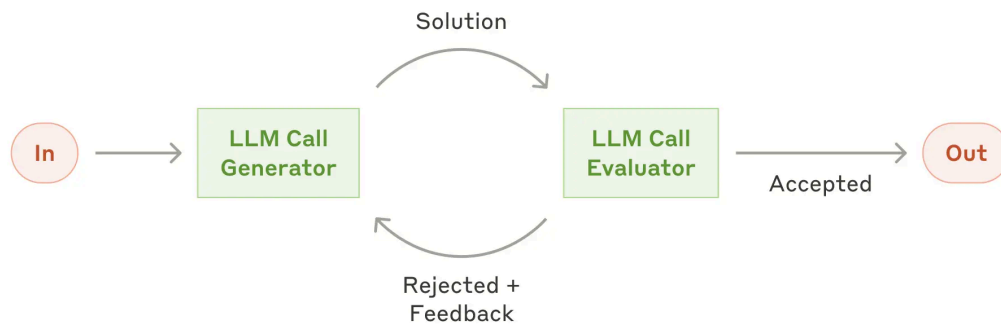 Solution
In
LLM Call
Generator
LLM Call
Evaluator
Out
Accepted
Rejected +
Feedback